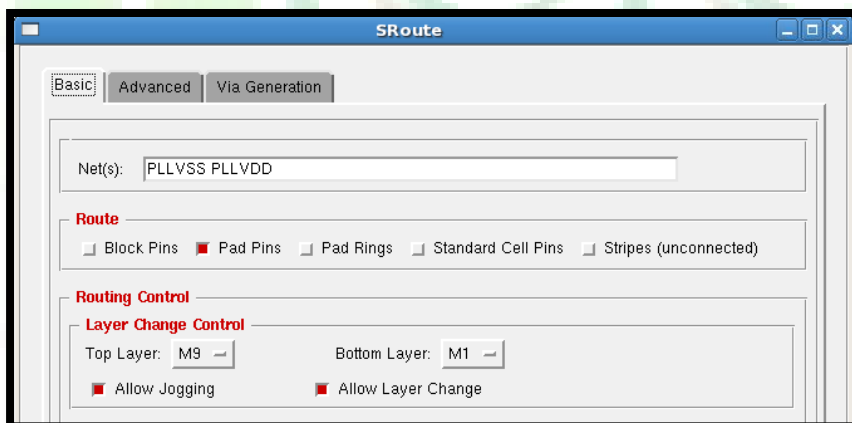 SRoute
Basic Advanced Via Generation
Net(s): PLLVSS PLLVDD
Route
Block Pins Pad Pins Pad Rings Standard Cell Pins Stripes (unconnected)
Routing Control
Layer Change Control
Top Layer: M9 Bottom Layer: M1
Allow Jogging Allow Layer Change